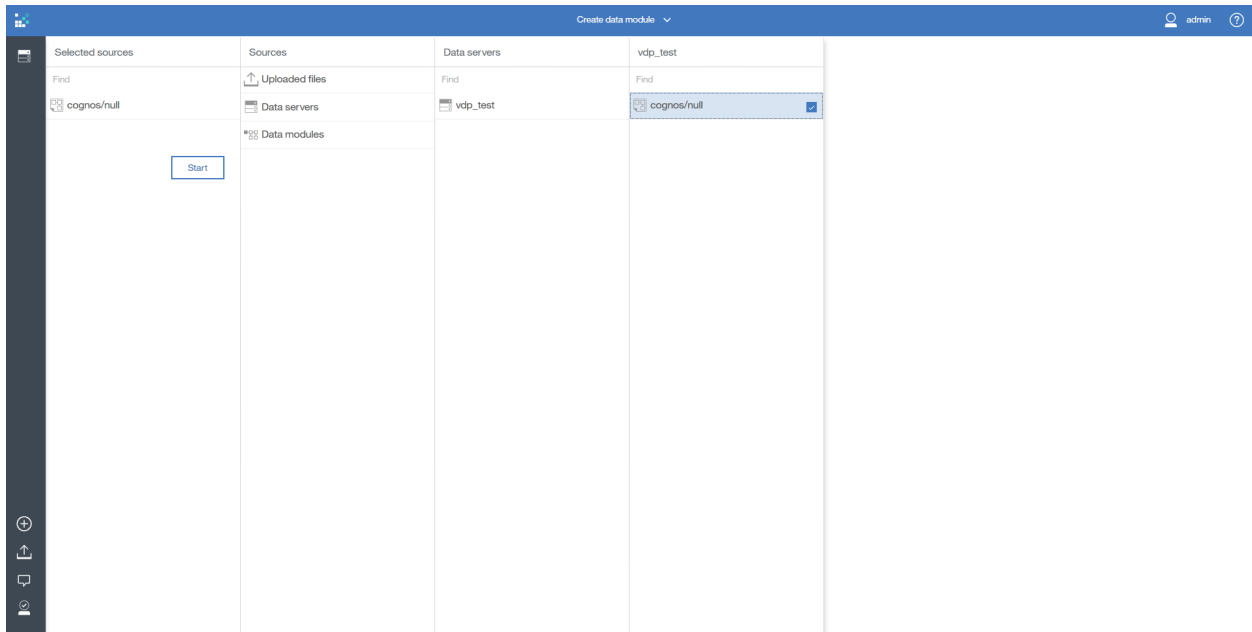 Create data module
admin
?
Selected sources
Find
cognos/null
Start
Sources
Uploaded files
Data servers
Data modules
Data servers
Find
vdp_test
vdp_test
Find
cognos/null